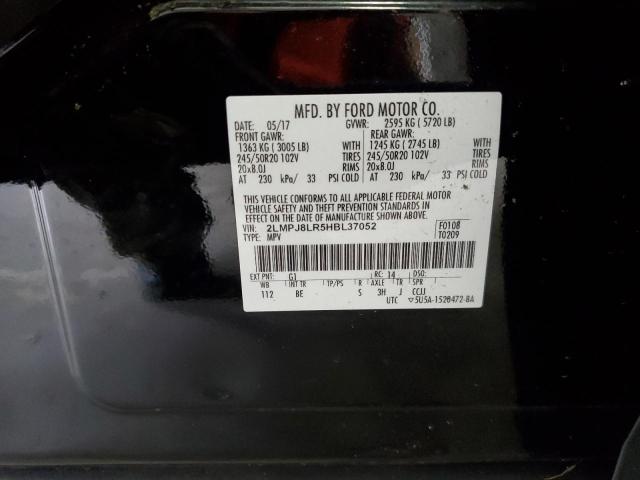 MFD. BY FORD MOTOR CO.
DATE: 05/17 GVWR: 2595 KG ( 5720 LB)
FRONT GAWR: REAR GAWR:
1363 KG ( 3005 LB) WITH 1245 KG ( 2745 LB) WITH
245/50R20 102V TIRES 245/50R20 102V TIRES
20x8.0J RIMS 20x8.0J RIMS
AT 230 kPa/ 33 PSI COLD AT 230 kPa/ 33 PSI COLD
THIS VEHICLE CONFORMS TO ALL APPLICABLE FEDERAL MOTOR
VEHICLE SAFETY AND THEFT PREVENTION STANDARDS IN
EFFECT ON THE DATE OF MANUFACTURE SHOWN ABOVE.
VIN: 2LMPJ8LR5HBL37052 F0108
TYPE: MPV T0209
EXT PNT: G1 RC: 14 DSO:
WB INT TR TP/PS R AXLE TR SPR
112 BE S 3H J CCJJ
UTC ▽5U5A-1520472-BA